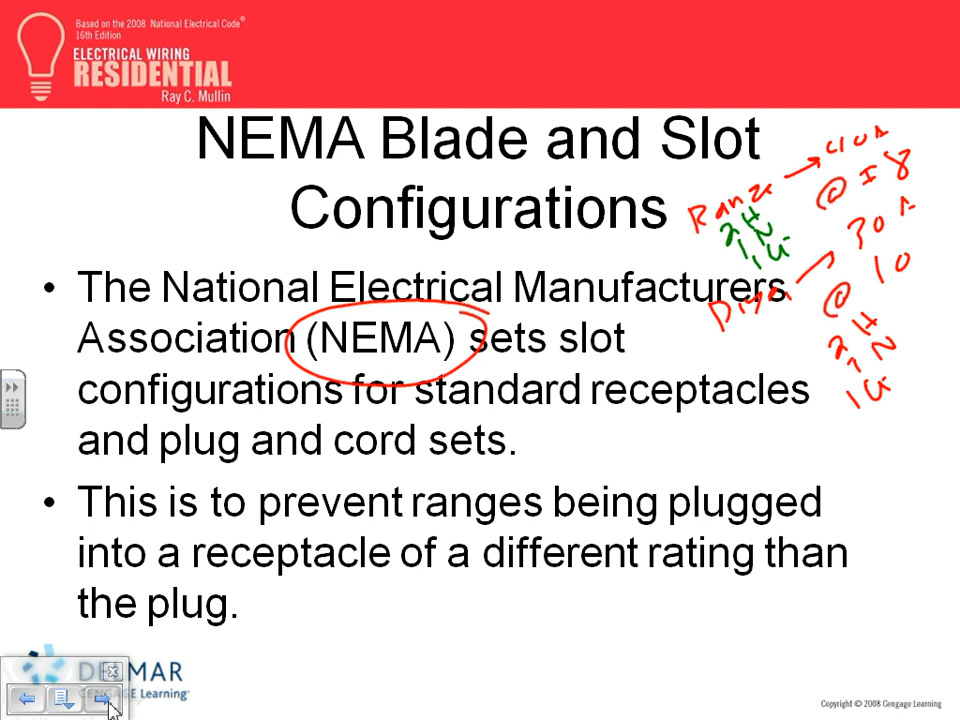 Based on the 2008 National Electrical Code®
16th Edition
ELECTRICAL WIRING
RESIDENTIAL
Ray C. Mullin
NEMA Blade and Slot
Configurations
Range → 40A
@ # 8
30A
10
• The National Electrical Manufacturers
Association (NEMA) sets slot
configurations for standard receptacles
and plug and cord sets.
• This is to prevent ranges being plugged
into a receptacle of a different rating than
the plug.
DELMAR
CENGAGE Learning
Copyright © 2008 Cengage Learning